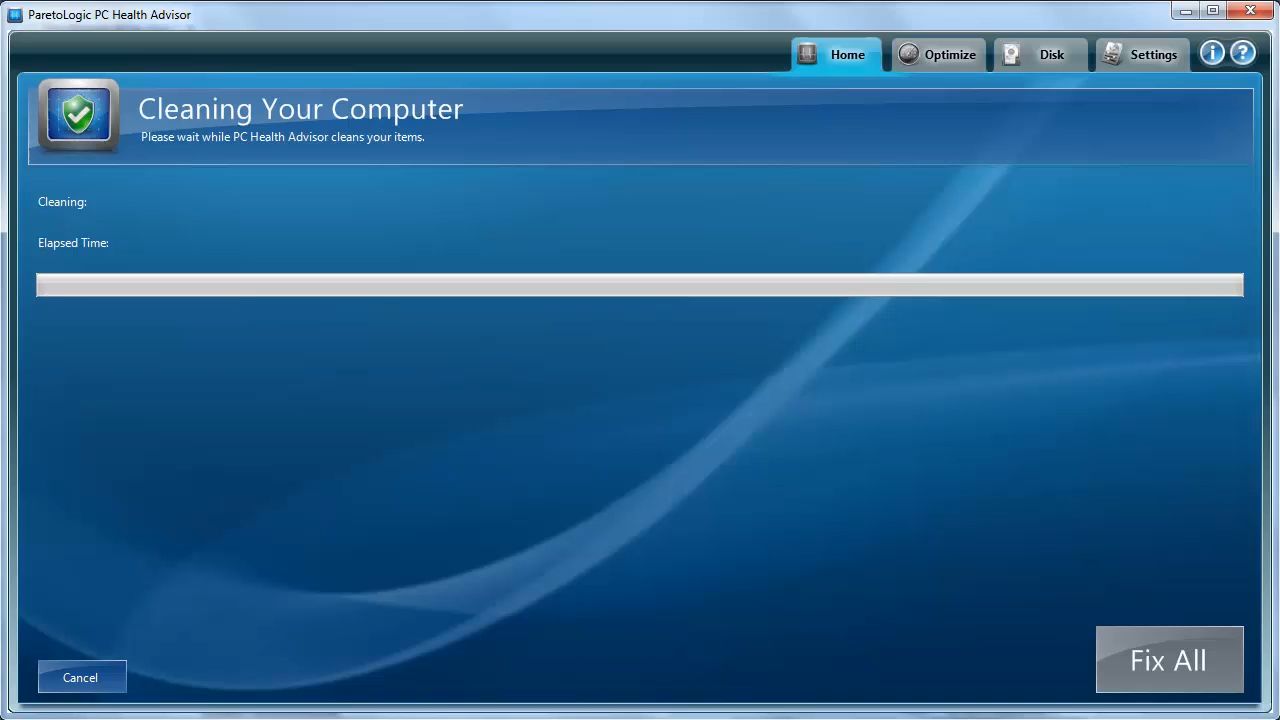 ParetoLogic PC Health Advisor
Home
Optimize
Disk
Settings
Cleaning Your Computer
Please wait while PC Health Advisor cleans your items.
Cleaning:
Elapsed Time:
Cancel
Fix All